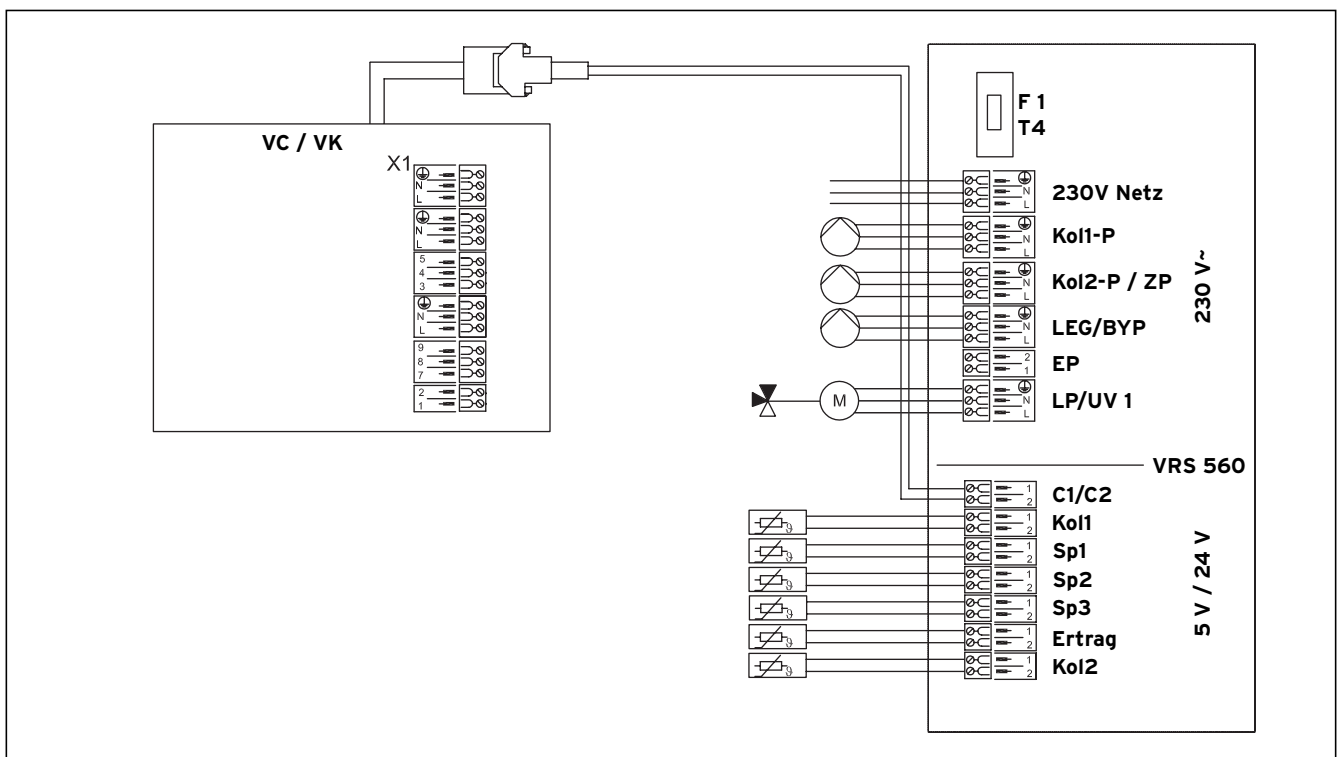 VC / VK
X1
N
L
N
L
5
4
3
N
L
9
8
7
2
1
F 1
T4
230V Netz
N
L
Kol1-P
N
L
Kol2-P / ZP
N
L
LEG/BYP
N
L
EP
2
1
LP/UV 1
N
L
M
230 V~
VRS 560
C1/C2
1
2
Kol1
1
2
ϑ
Sp1
1
2
ϑ
Sp2
1
2
ϑ
Sp3
1
2
ϑ
Ertrag
1
2
ϑ
Kol2
1
2
ϑ
5 V / 24 V